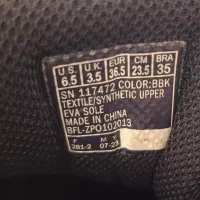 U.S. U.K EUR CM BRA
6.5 3.5 36.5 23.5 35
SN 117472 COLOR:BBK
TEXTILE/SYNTHETIC UPPER
EVA SOLE
MADE IN CHINA
BFL-ZPQ102013
F M Y
281-2 07-23